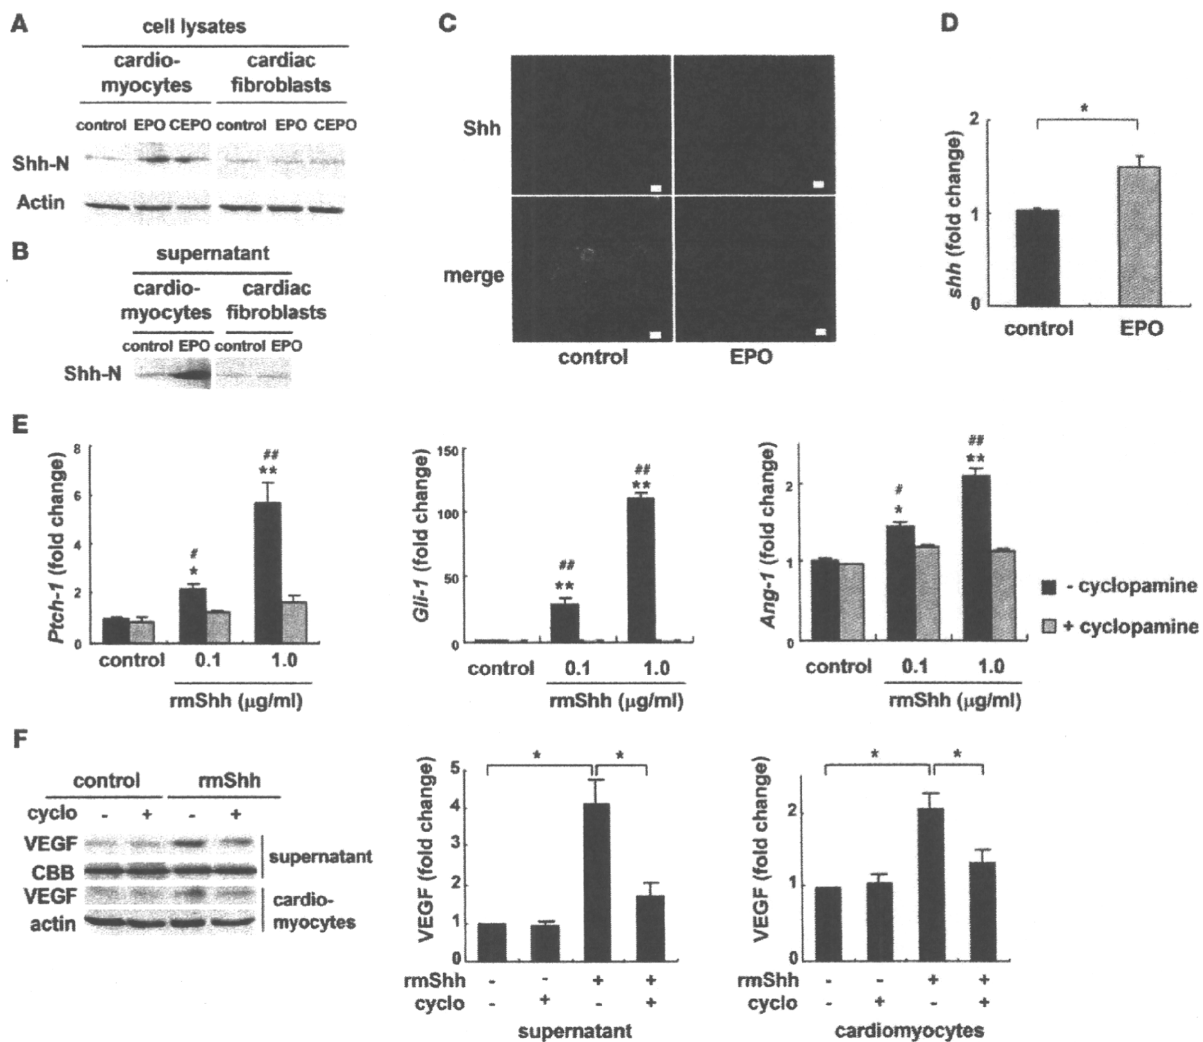 A
cell lysates
cardio-
myocytes
cardiac
fibroblasts
control EPO CEPO control EPO CEPO
Shh-N
Actin
B
supernatant
cardio-
myocytes
cardiac
fibroblasts
control EPO control EPO
Shh-N
C
Shh
merge
control EPO
D
shh (fold change)
2
1
0
*
control EPO
E
Ptch-1 (fold change)
8
6
4
2
0
#
*
##
**
control 0.1 1.0
rmShh (μg/ml)
Gli-1 (fold change)
150
100
50
0
##
**
##
**
control 0.1 1.0
rmShh (μg/ml)
Ang-1 (fold change)
2
1
0
#
*
##
**
control 0.1 1.0
rmShh (μg/ml)
- cyclopamine
+ cyclopamine
F
control rmShh
cyclo - + - +
VEGF
CBB
supernatant
VEGF
actin
cardio-
myocytes
VEGF (fold change)
5
4
3
2
1
0
* *
rmShh - - + +
cyclo - + - +
supernatant
VEGF (fold change)
2
1
0
* *
rmShh - - + +
cyclo - + - +
cardiomyocytes